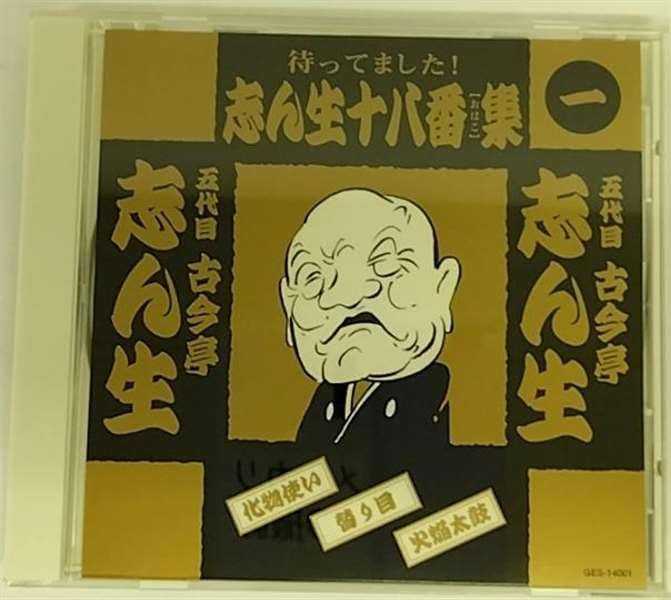 待ってました!
志ん生十八番集
【おはこ】
一
五代目 古今亭
志ん生
五代目 古今亭
志ん生
化物使い
替り目
火焔太鼓
GES-14001